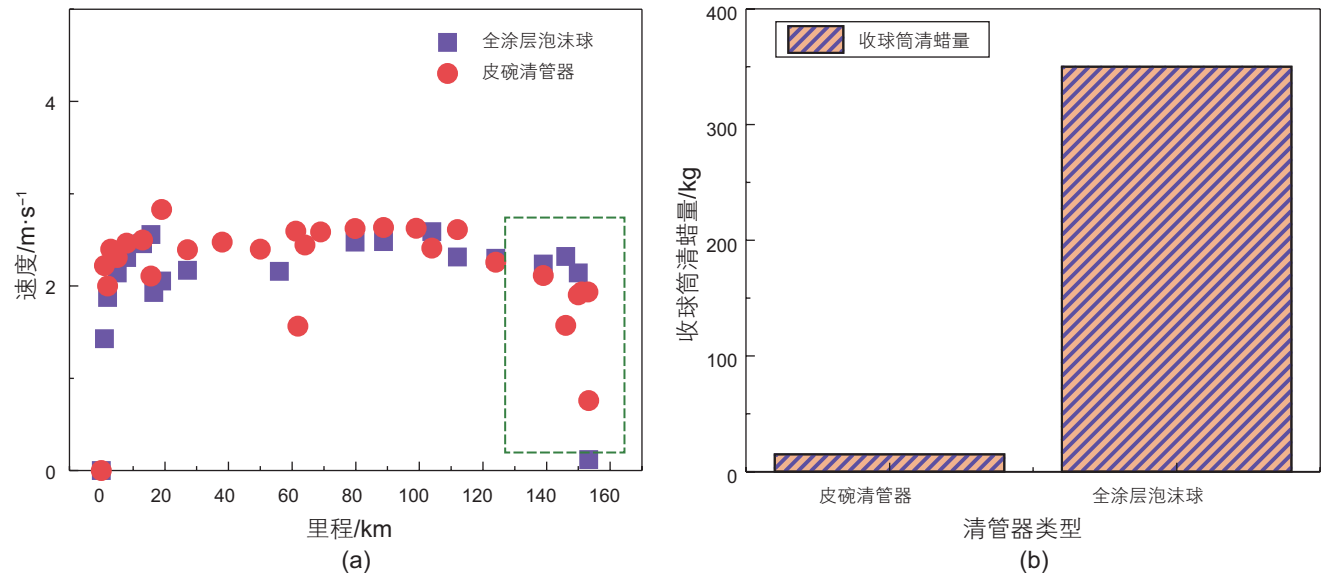 全涂层泡沫球
皮碗清管器
速度/m·s⁻¹
4
2
0
0 20 40 60 80 100 120 140 160
里程/km
(a)
收球筒清蜡量
收球筒清蜡量/kg
400
350
300
200
100
0
皮碗清管器 全涂层泡沫球
清管器类型
(b)